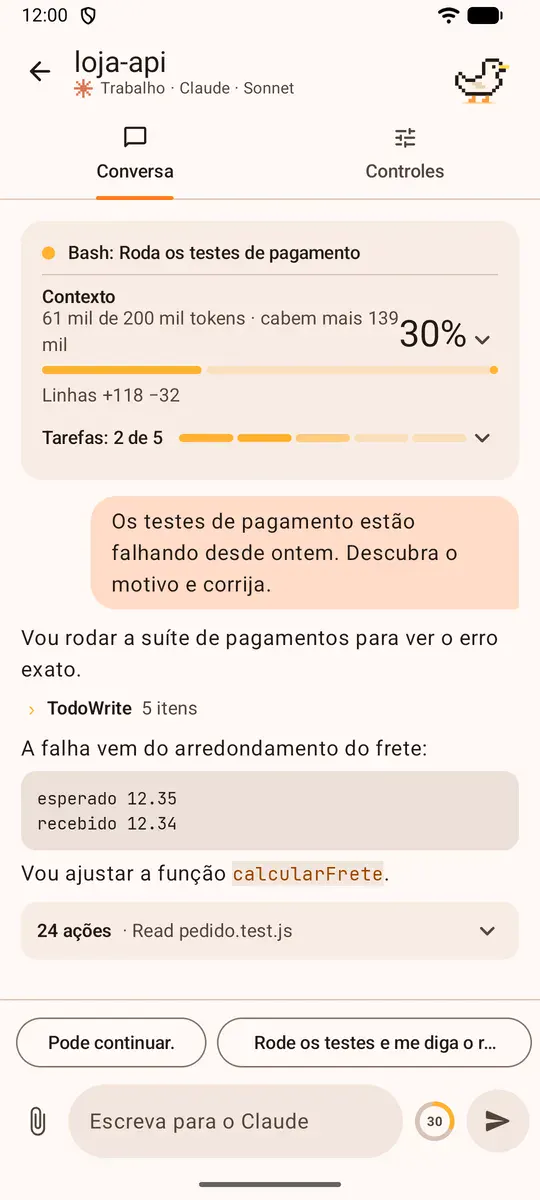 12:00
loja-api
Trabalho · Claude · Sonnet
Conversa
Controles
Bash: Roda os testes de pagamento
Contexto
61 mil de 200 mil tokens · cabem mais 139
mil
30%
Linhas +118 −32
Tarefas: 2 de 5
Os testes de pagamento estão
falhando desde ontem. Descubra o
motivo e corrija.
Vou rodar a suíte de pagamentos para ver o erro
exato.
› TodoWrite 5 itens
A falha vem do arredondamento do frete:
esperado 12.35
recebido 12.34
Vou ajustar a função calcularFrete.
24 ações · Read pedido.test.js
Pode continuar.
Rode os testes e me diga o r…
Escreva para o Claude
30